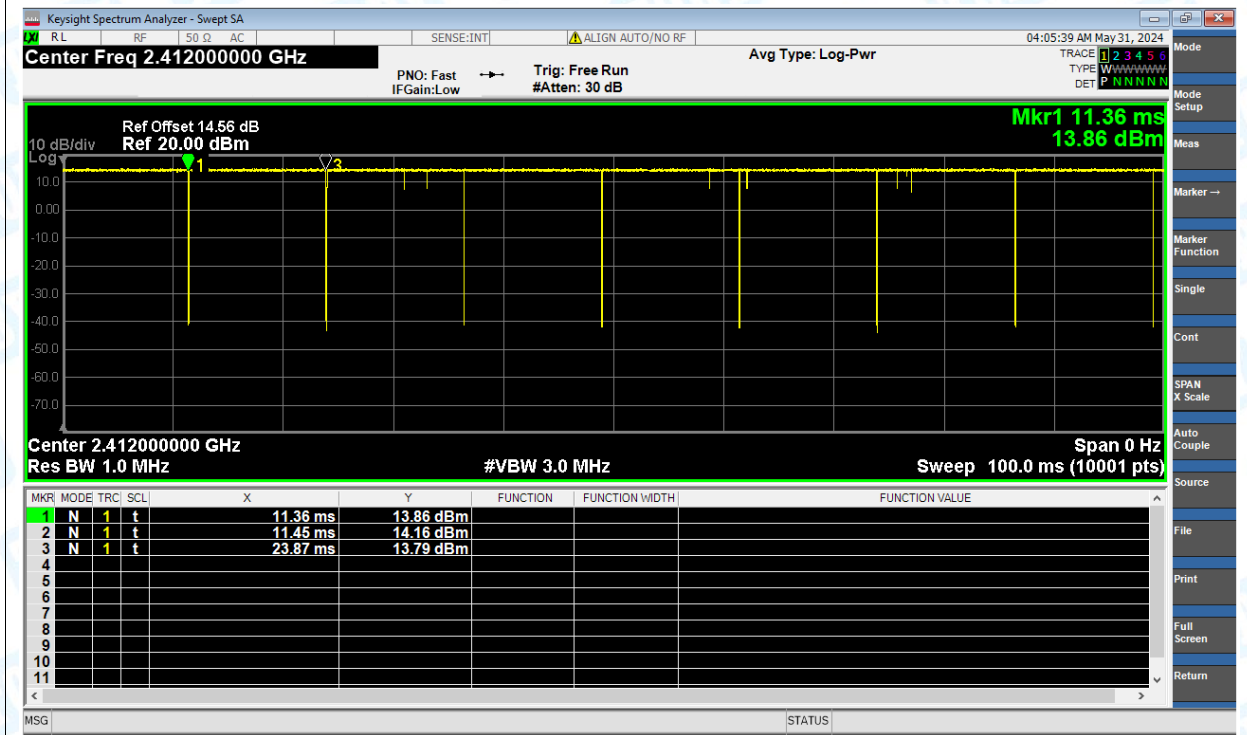 Keysight Spectrum Analyzer - Swept SA
LXI RL RF 50 Ω AC SENSE:INT ALIGN AUTO/NO RF 04:05:39 AM May 31, 2024
Center Freq 2.412000000 GHz
PNO: Fast
IFGain:Low
Trig: Free Run
#Atten: 30 dB
Avg Type: Log-Pwr
TRACE 1 2 3 4 5 6
TYPE WWWWWW
DET P N N N N N
Mkr1 11.36 ms
13.86 dBm
Ref Offset 14.56 dB
10 dB/div Ref 20.00 dBm
Log
1
3
10.0
0.00
-10.0
-20.0
-30.0
-40.0
-50.0
-60.0
-70.0
Center 2.412000000 GHz Span 0 Hz
Res BW 1.0 MHz #VBW 3.0 MHz Sweep 100.0 ms (10001 pts)
MKR MODE TRC SCL X Y FUNCTION FUNCTION WIDTH FUNCTION VALUE
1 N 1 t 11.36 ms 13.86 dBm
2 N 1 t 11.45 ms 14.16 dBm
3 N 1 t 23.87 ms 13.79 dBm
4
5
6
7
8
9
10
11
MSG STATUS
Mode
Mode
Setup
Meas
Marker →
Marker
Function
Single
Cont
SPAN
X Scale
Auto
Couple
Source
File
Print
Full
Screen
Return